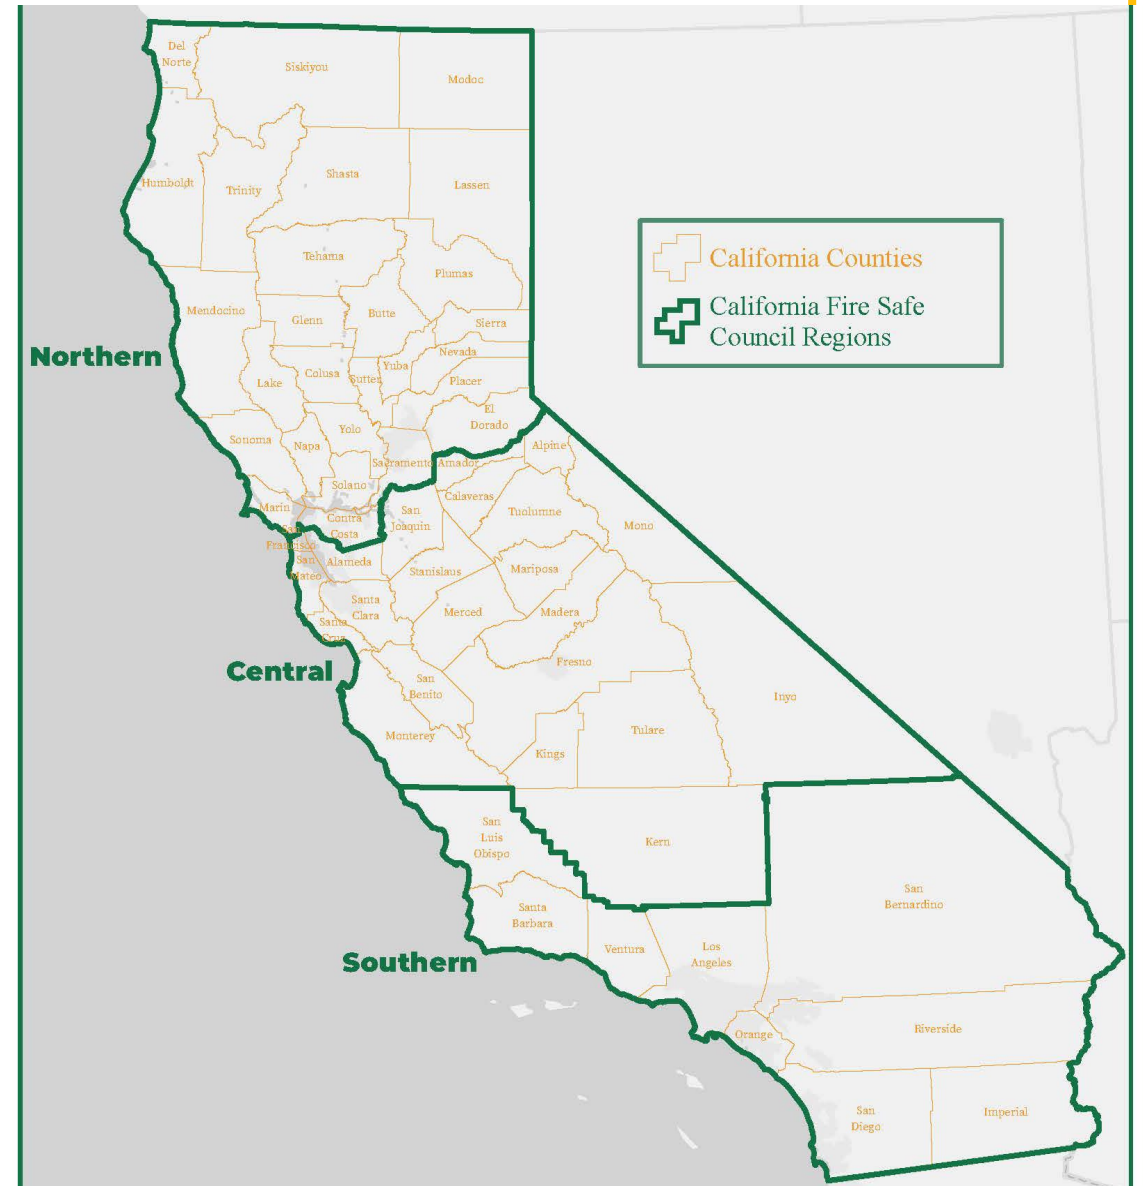 Del
Norte
Siskiyou
Modoc
Humboldt
Trinity
Shasta
Lassen
Tehama
Plumas
Mendocino
Glenn
Butte
Sierra
Nevada
Northern
Lake
Colusa
Sutter
Yuba
Placer
El
Dorado
Sonoma
Napa
Yolo
Sacramento
Amador
Alpine
Solano
Calaveras
Marin
Contra
Costa
San
Joaquin
Tuolumne
Mono
San
Francisco
San
Mateo
Alameda
Stanislaus
Mariposa
Santa
Clara
Merced
Madera
Santa
Cruz
Fresno
Central
San
Benito
Inyo
Monterey
Kings
Tulare
San
Luis
Obispo
Kern
San
Bernardino
Santa
Barbara
Southern
Ventura
Los
Angeles
Orange
Riverside
San
Diego
Imperial
California Counties
California Fire Safe
Council Regions